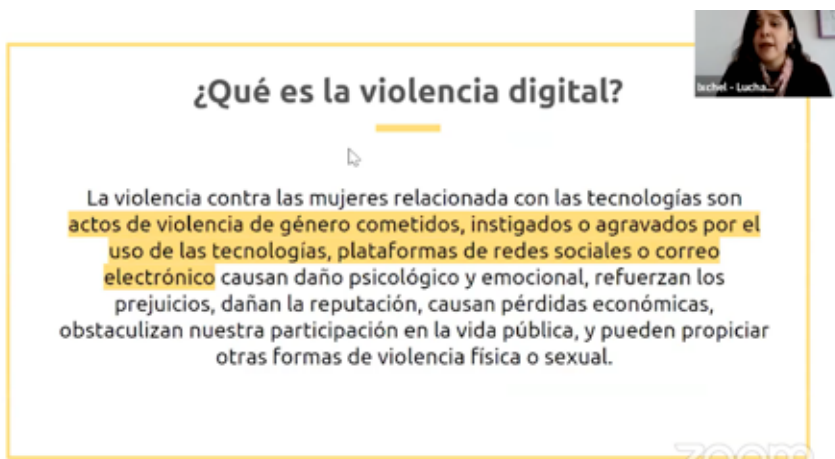 ¿Qué es la violencia digital?
Ixchel - Lucha...
La violencia contra las mujeres relacionada con las tecnologías son
actos de violencia de género cometidos, instigados o agravados por el
uso de las tecnologías, plataformas de redes sociales o correo
electrónico causan daño psicológico y emocional, refuerzan los
prejuicios, dañan la reputación, causan pérdidas económicas,
obstaculizan nuestra participación en la vida pública, y pueden propiciar
otras formas de violencia física o sexual.
zoom